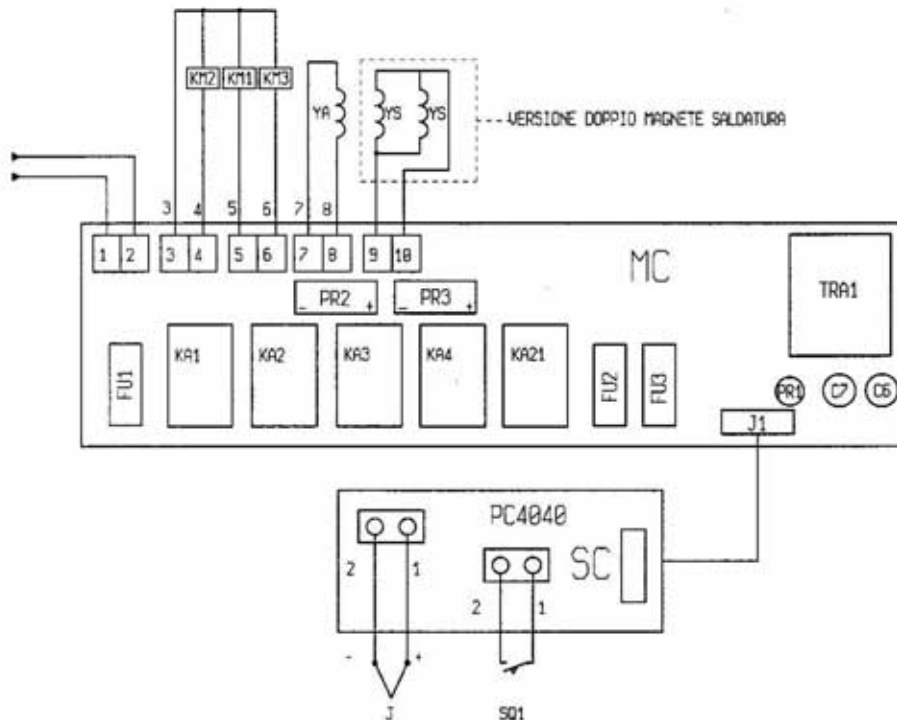 KM2 KM1 KM3
YA YS YS
VERSIONE DOPPIO MAGNETE SALDATURA
3 4 5 6 7 8
1 2 3 4 5 6 7 8 9 10
MC
TRA1
- PR2 +
- PR3 +
KA1 KA2 KA3 KA4 KA21
FU1 FU2 FU3
PR1 C7 C6
J1
PC4040
SC
2 1
2 1
- +
J SQ1